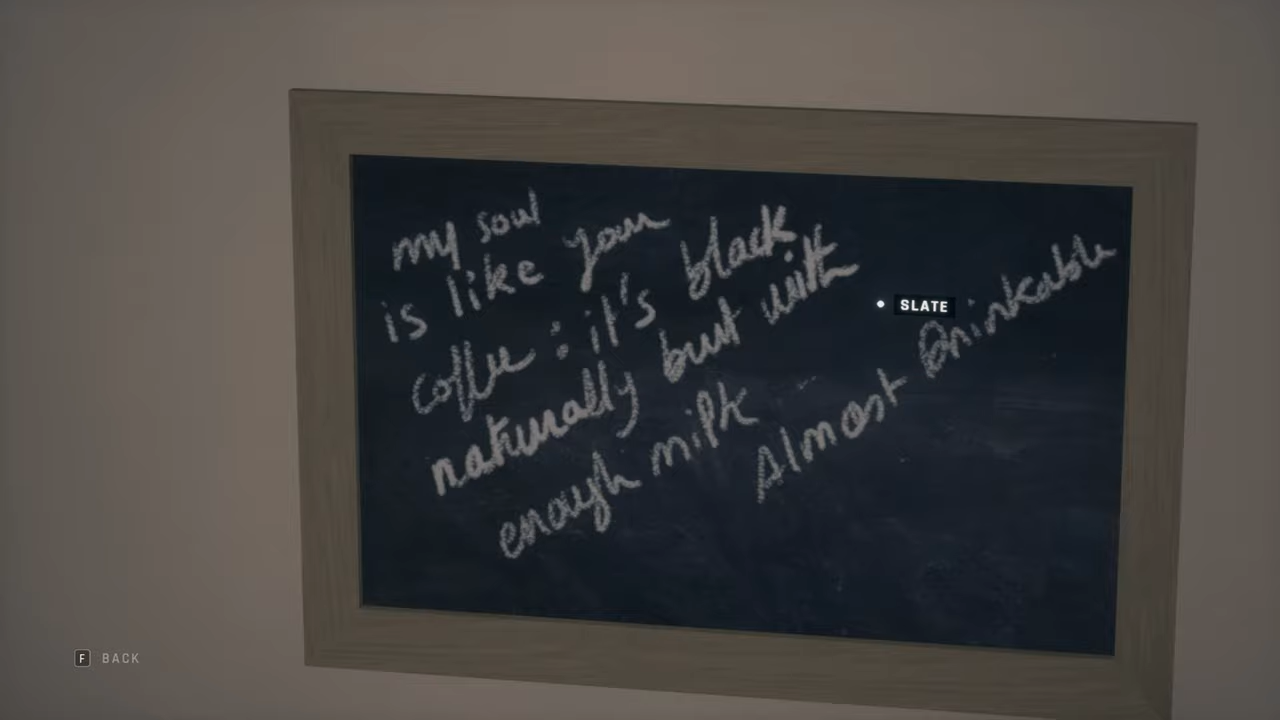 my soul
is like your
coffee : it's black
naturally but with
enough milk
Almost Drinkable
SLATE
F BACK